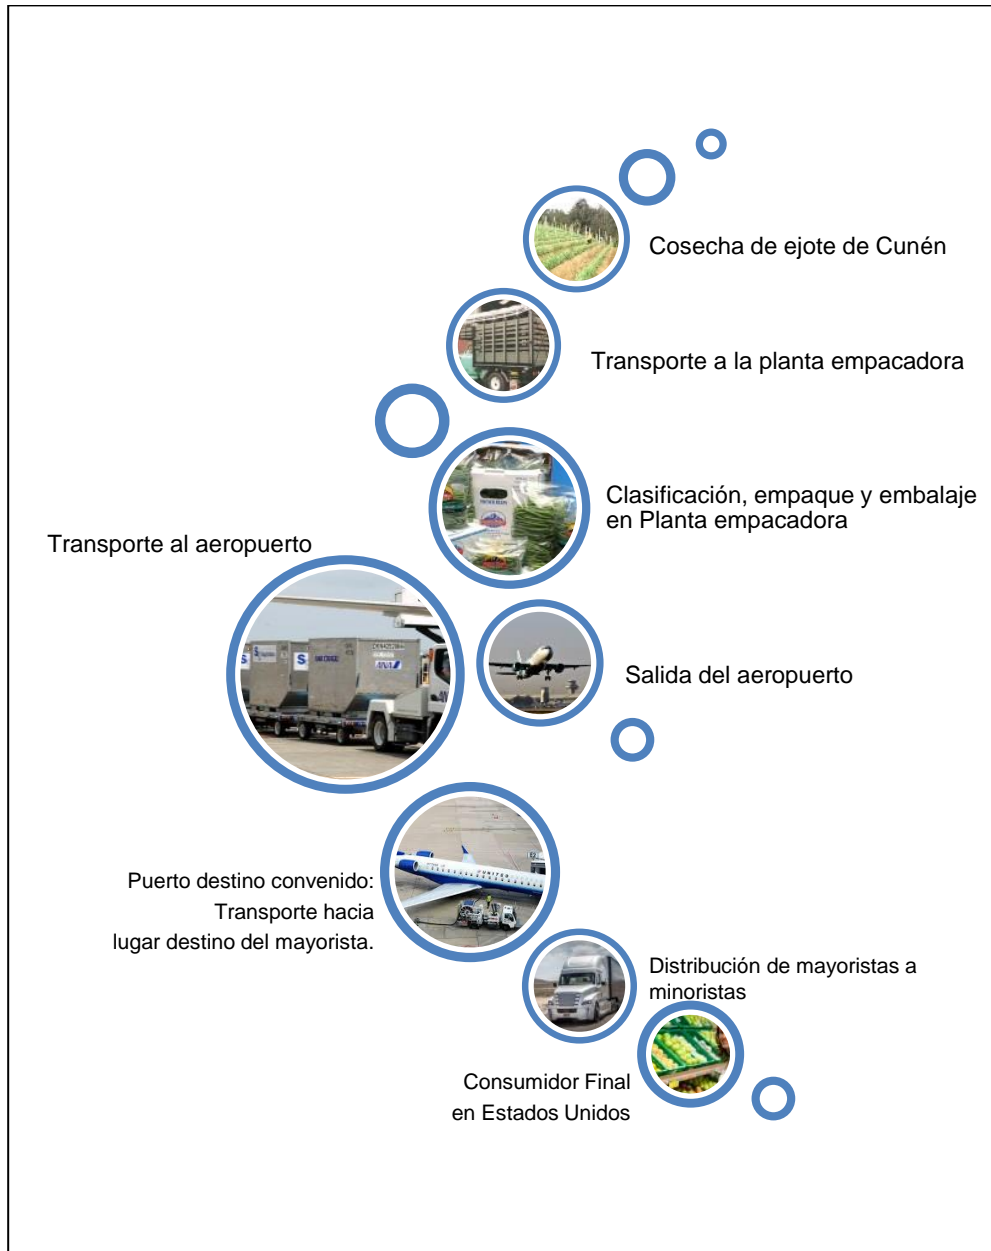 Cosecha de ejote de Cunén
Transporte a la planta empacadora
Clasificación, empaque y embalaje
en Planta empacadora
Transporte al aeropuerto
ANA
Salida del aeropuerto
UNITED
Puerto destino convenido:
Transporte hacia
lugar destino del mayorista.
Distribución de mayoristas a
minoristas
Consumidor Final
en Estados Unidos